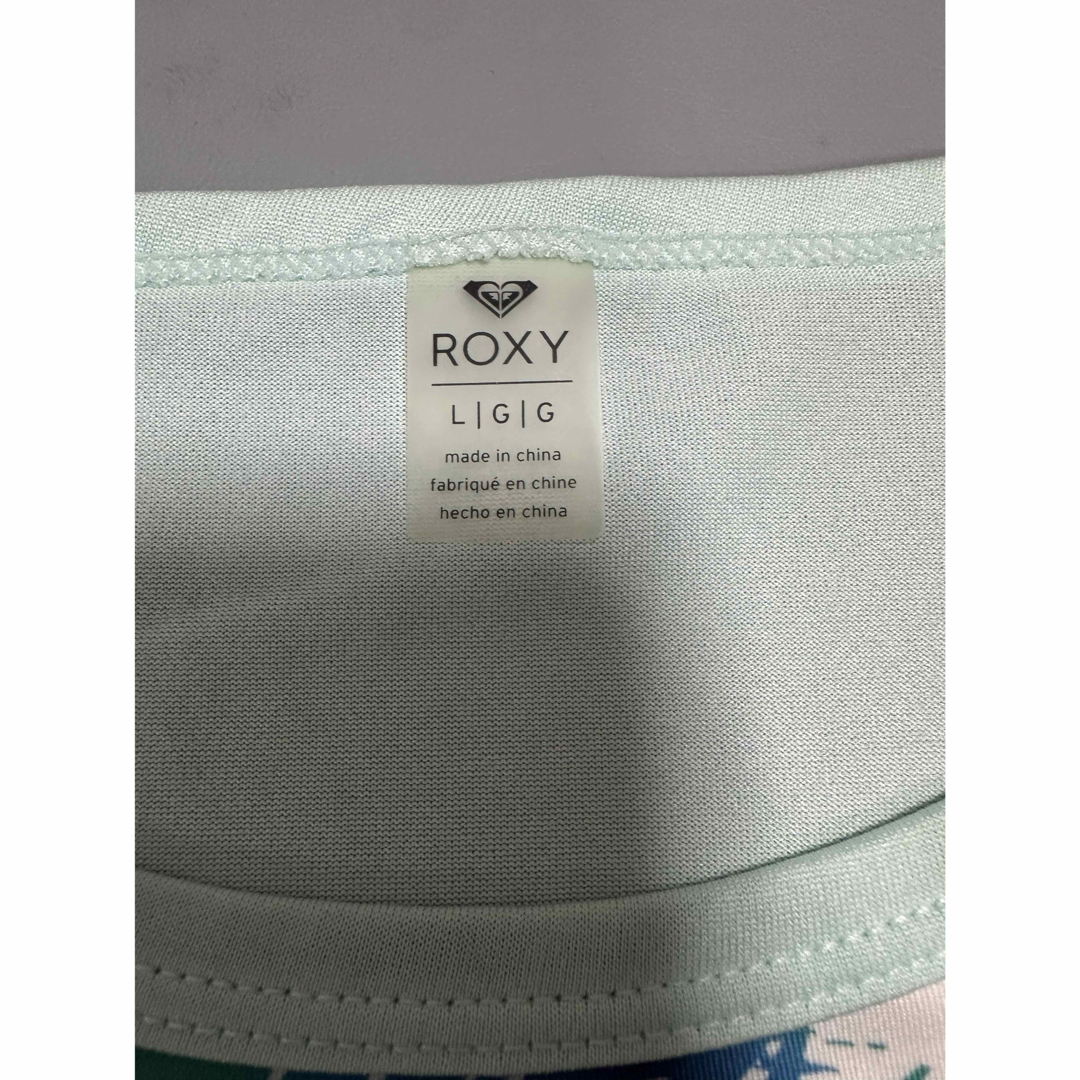 ROXY
L|G|G
made in china
fabriqué en chine
hecho en china